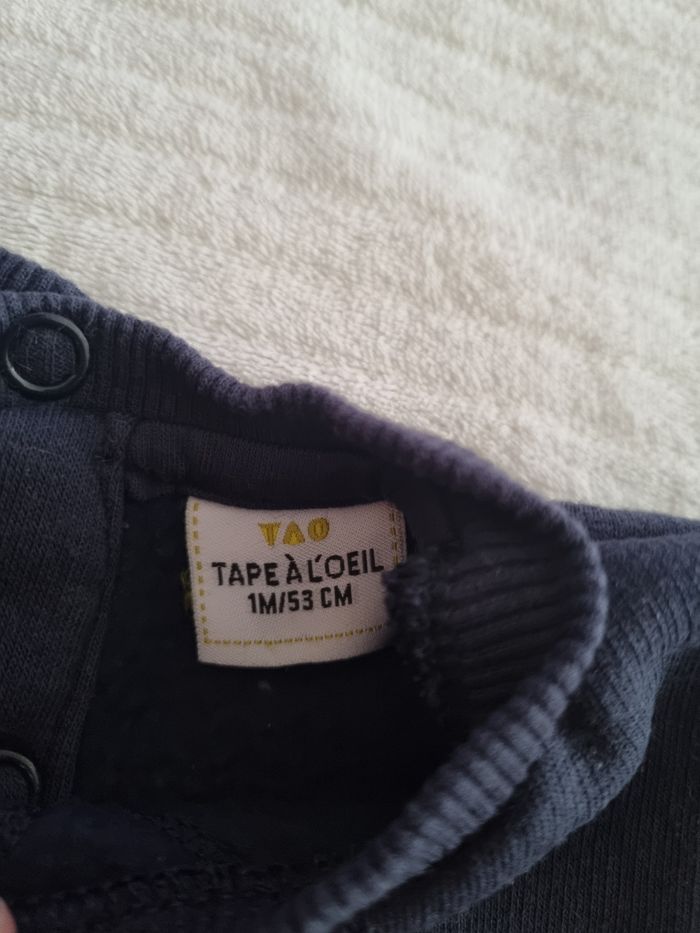 TAO
TAPE À L'OEIL
1M/53 CM